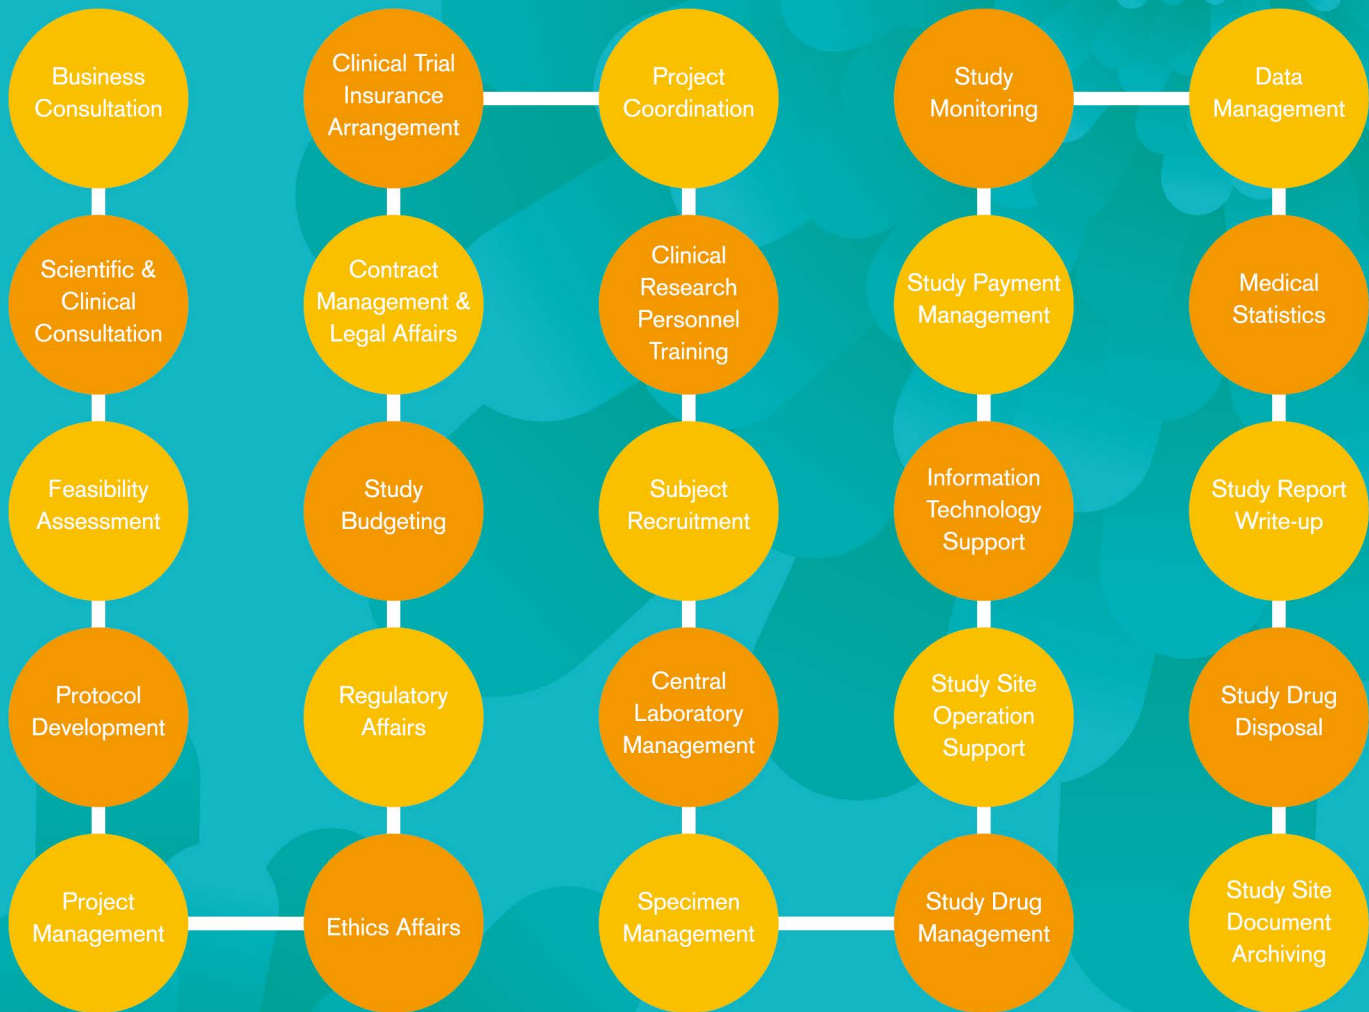 Business
Consultation
Scientific &
Clinical
Consultation
Feasibility
Assessment
Protocol
Development
Project
Management
Ethics Affairs
Regulatory
Affairs
Study
Budgeting
Contract
Management &
Legal Affairs
Clinical Trial
Insurance
Arrangement
Project
Coordination
Clinical
Research
Personnel
Training
Subject
Recruitment
Central
Laboratory
Management
Specimen
Management
Study Drug
Management
Study Site
Operation
Support
Information
Technology
Support
Study Payment
Management
Study
Monitoring
Data
Management
Medical
Statistics
Study Report
Write-up
Study Drug
Disposal
Study Site
Document
Archiving